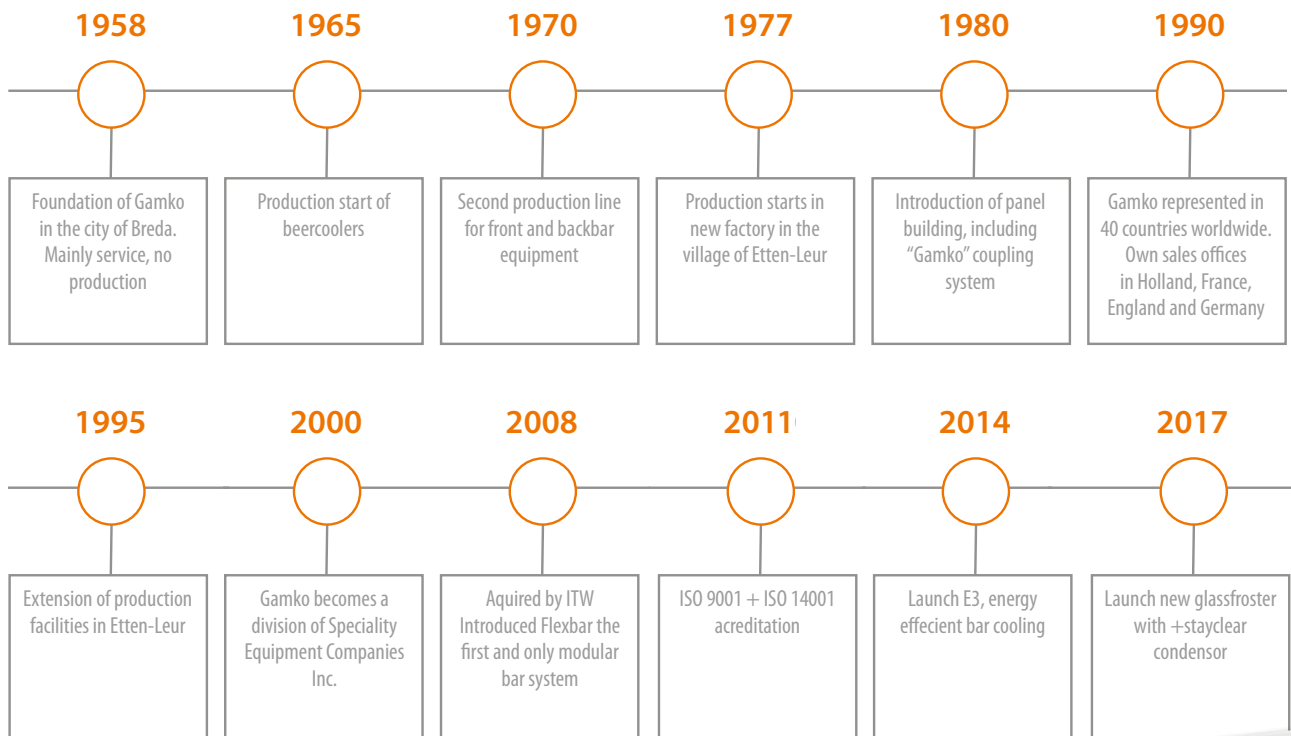 1958
1965
1970
1977
1980
1990
Foundation of Gamko
in the city of Breda.
Mainly service, no
production
Production start of
beercoolers
Second production line
for front and backbar
equipment
Production starts in
new factory in the
village of Etten-Leur
Introduction of panel
building, including
“Gamko” coupling
system
Gamko represented in
40 countries worldwide.
Own sales offices
in Holland, France,
England and Germany
1995
2000
2008
2011
2014
2017
Extension of production
facilities in Etten-Leur
Gamko becomes a
division of Speciality
Equipment Companies
Inc.
Aquired by ITW
Introduced Flexbar the
first and only modular
bar system
ISO 9001 + ISO 14001
acreditation
Launch E3, energy
effecient bar cooling
Launch new glassfroster
with +stayclear
condensor